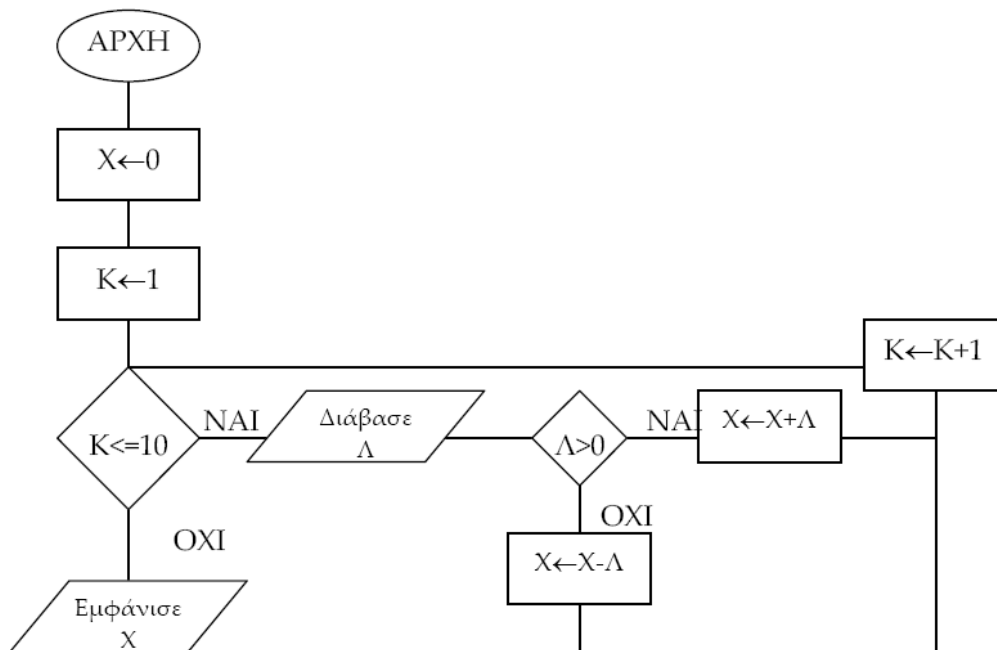 ΑΡΧΗ
Χ←0
Κ←1
Κ←Κ+1
Κ<=10
ΝΑΙ
Διάβασε
Λ
Λ>0
ΝΑΙ
Χ←Χ+Λ
ΟΧΙ
ΟΧΙ
Χ←Χ-Λ
Εμφάνισε
Χ